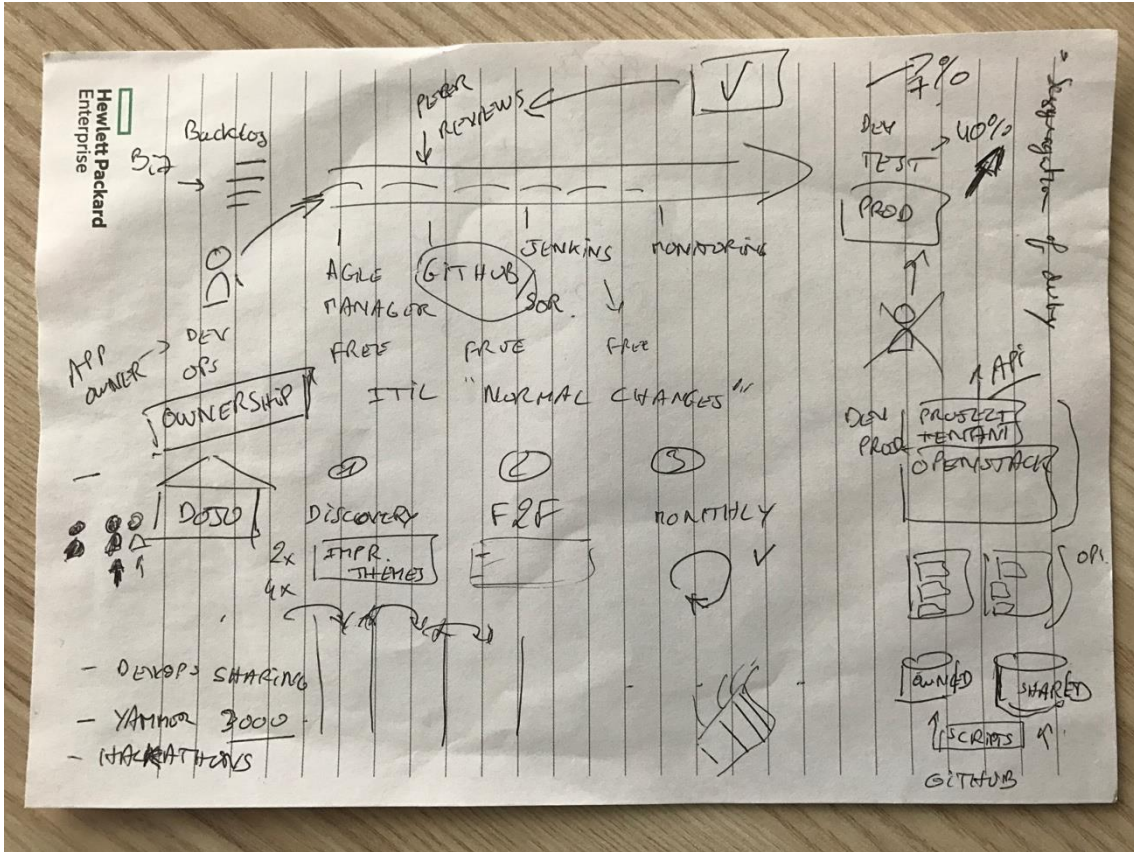 Hewlett Packard
Enterprise
Backlog
Biz
PEER
REVIEWS
7%
DEV
TEST
40%
PROD
Seggregation of duty
AGILE
MANAGER
GITHUB
JENKINS
MONITORING
SOR.
FREE
FREE
FREE
APP
OWNER
DEV
OPS
OWNERSHIP
ITIL "NORMAL CHANGES"
API
DEV
PROD
PROJECT
TENANT
OPENSTACK
DOJO
1
2
3
DISCOVERY
F2F
MONTHLY
2x
4x
IMPR.
THEMES
- DEVOPS SHARING
- YAMMER 3000
- HACKATHONS
OWNED
SHARED
SCRIPTS
GITHUB